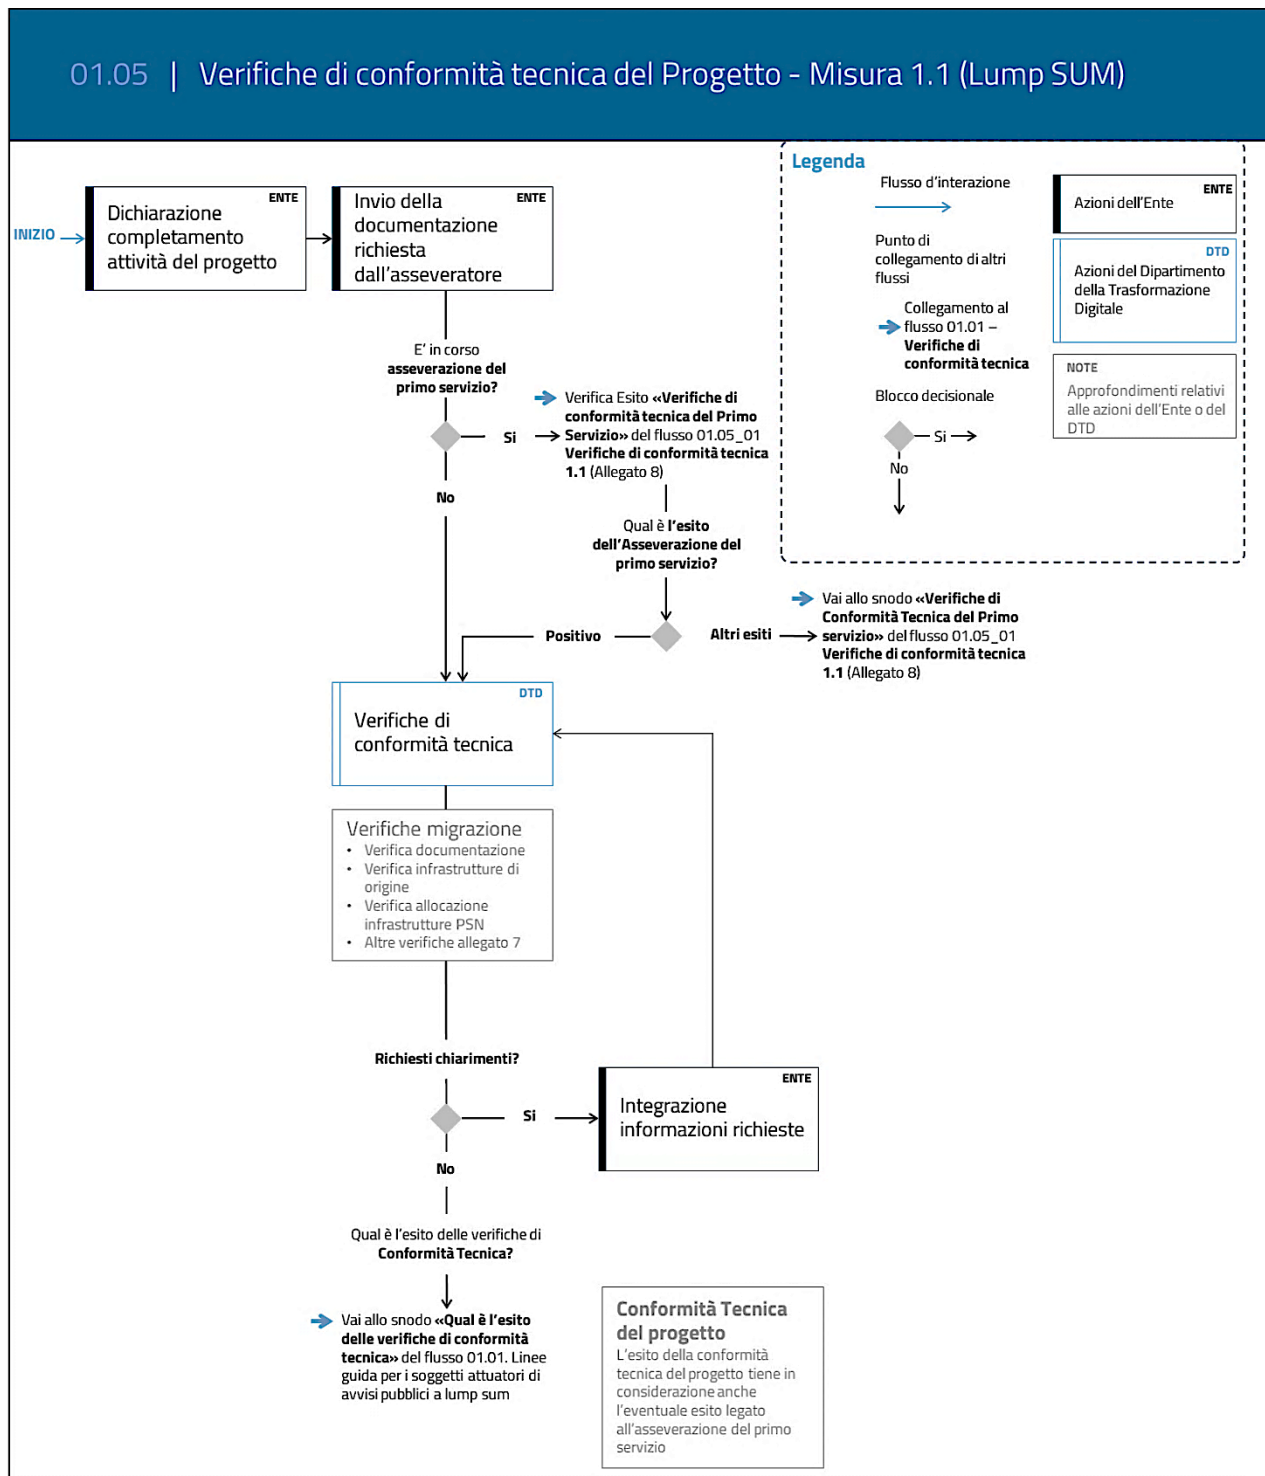 01.05 | Verifiche di conformità tecnica del Progetto - Misura 1.1 (Lump SUM)
INIZIO
ENTE
Dichiarazione
completamento
attività del progetto
ENTE
Invio della
documentazione
richiesta
dall'asseveratore
Legenda
Flusso d'interazione
Punto di
collegamento di altri
flussi
Collegamento al
flusso 01.01 –
Verifiche di
conformità tecnica
Blocco decisionale
Si
No
ENTE
Azioni dell'Ente
DTD
Azioni del Dipartimento
della Trasformazione
Digitale
NOTE
Approfondimenti relativi
alle azioni dell'Ente o del
DTD
E' in corso
asseverazione del
primo servizio?
Si
No
Verifica Esito «Verifiche di
conformità tecnica del Primo
Servizio» del flusso 01.05_01
Verifiche di conformità tecnica
1.1 (Allegato 8)
Qual è l'esito
dell'Asseverazione del
primo servizio?
Positivo
Altri esiti
Vai allo snodo «Verifiche di
Conformità Tecnica del Primo
servizio» del flusso 01.05_01
Verifiche di conformità tecnica
1.1 (Allegato 8)
DTD
Verifiche di
conformità tecnica
Verifiche migrazione
• Verifica documentazione
• Verifica infrastrutture di
origine
• Verifica allocazione
infrastrutture PSN
• Altre verifiche allegato 7
Richiesti chiarimenti?
Si
No
ENTE
Integrazione
informazioni richieste
Qual è l'esito delle verifiche di
Conformità Tecnica?
Vai allo snodo «Qual è l'esito
delle verifiche di conformità
tecnica» del flusso 01.01. Linee
guida per i soggetti attuatori di
avvisi pubblici a lump sum
Conformità Tecnica
del progetto
L'esito della conformità
tecnica del progetto tiene in
considerazione anche
l'eventuale esito legato
all'asseverazione del primo
servizio